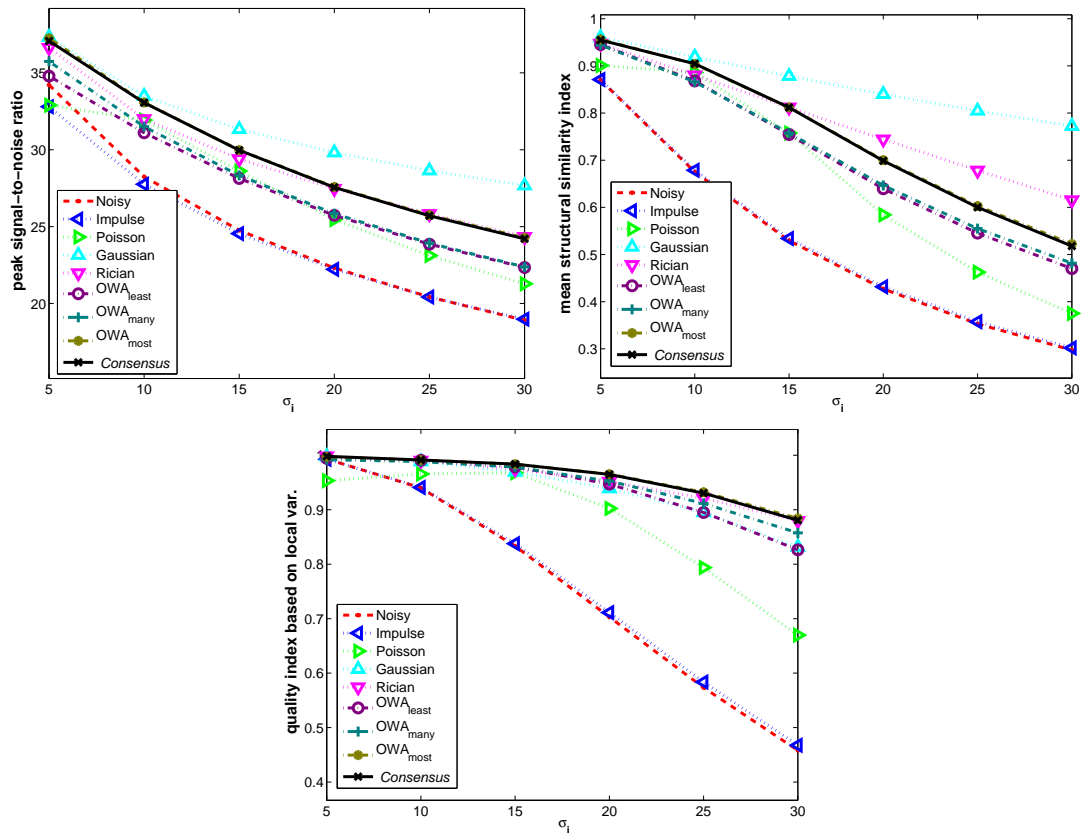 peak signal-to-noise ratio
35
30
25
20
5
10
15
20
25
30
σi
Noisy
Impulse
Poisson
Gaussian
Rician
OWAleast
OWAmany
OWAmost
Consensus
mean structural similarity index
1
0.9
0.8
0.7
0.6
0.5
0.4
0.3
5
10
15
20
25
30
σi
Noisy
Impulse
Poisson
Gaussian
Rician
OWAleast
OWAmany
OWAmost
Consensus
quality index based on local var.
1
0.9
0.8
0.7
0.6
0.5
0.4
5
10
15
20
25
30
σi
Noisy
Impulse
Poisson
Gaussian
Rician
OWAleast
OWAmany
OWAmost
Consensus